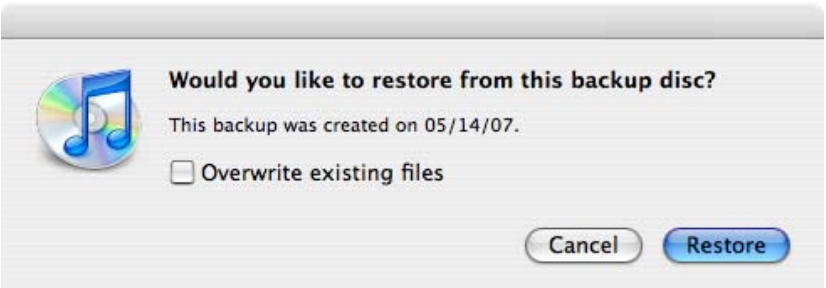 Would you like to restore from this backup disc?
This backup was created on 05/14/07.
Overwrite existing files
Cancel Restore